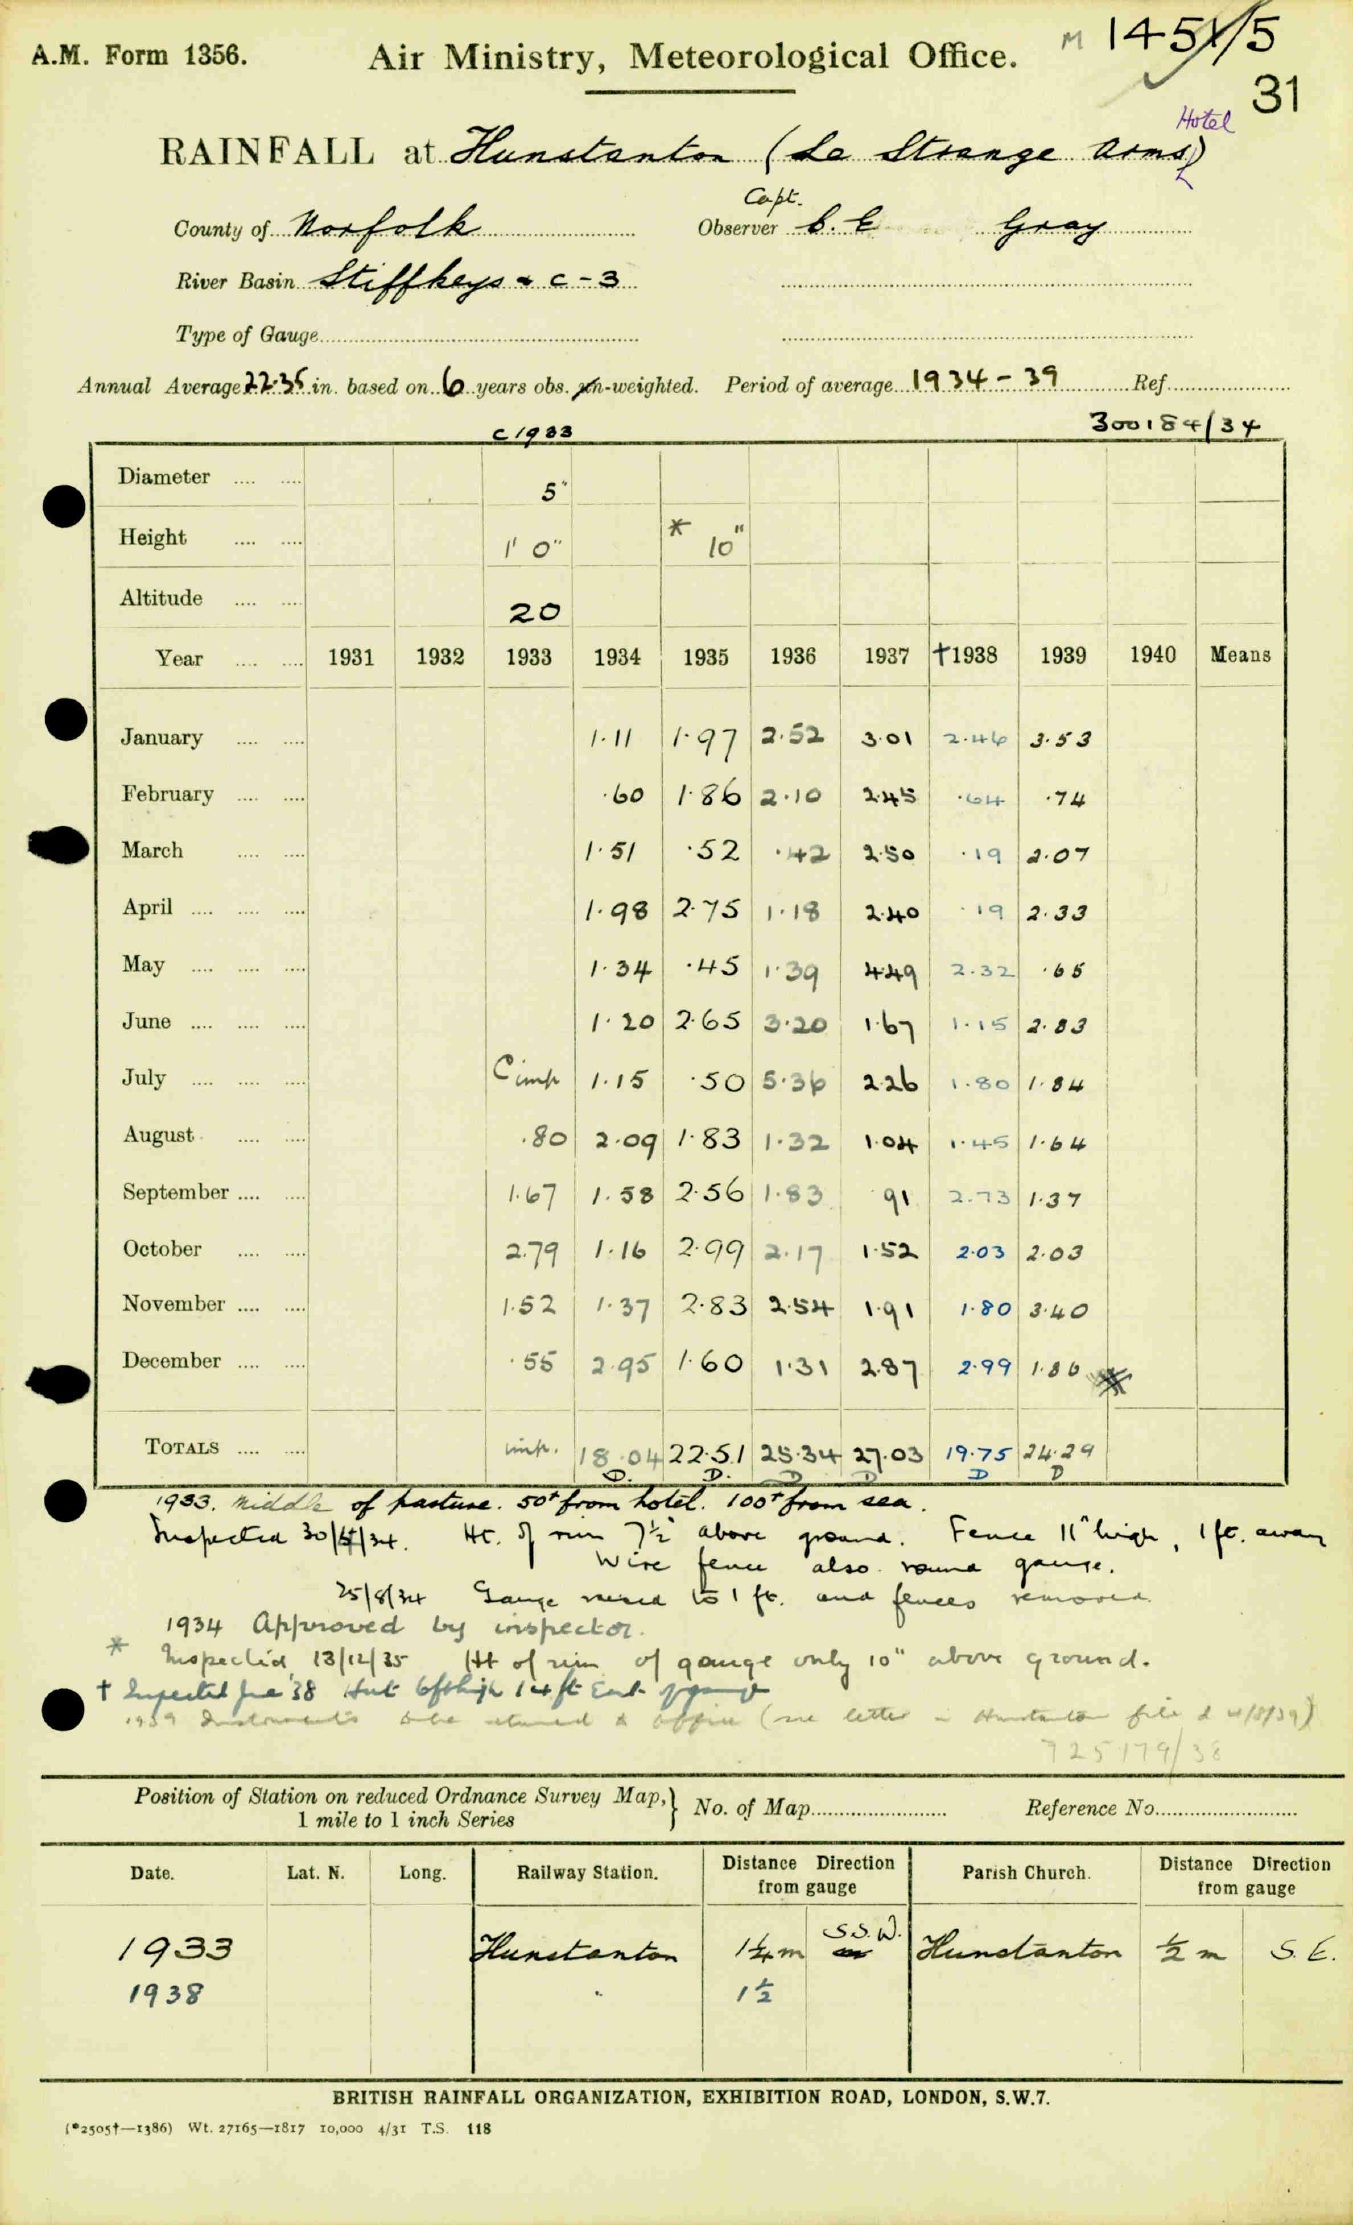 A.M. Form 1356. Air Ministry, Meteorological Office. M 1451/5
31
Hotel
RAINFALL at Hunstanton (Le Strange Arms)
Capt.
County of Norfolk Observer C. E. Gray
River Basin Stiffkey & c - 3
Type of Gauge
Annual Average 22.35 in. based on 6 years obs. un-weighted. Period of average 1934 - 39 Ref.
c 1933 300184/34
Diameter 5"
Height 1' 0" * 10"
Altitude 20
Year 1931 1932 1933 1934 1935 1936 1937 †1938 1939 1940 Means
January 1.11 1.97 2.52 3.01 2.46 3.53
February .60 1.86 2.10 2.45 .64 .74
March 1.51 .52 .42 2.50 .19 2.07
April 1.98 2.75 1.18 2.40 .19 2.33
May 1.34 .45 1.39 4.49 2.32 .65
June 1.20 2.65 3.20 1.67 1.15 2.83
July C imp 1.15 .50 5.36 2.26 1.80 1.84
August .80 2.09 1.83 1.32 1.04 1.45 1.64
September 1.67 1.58 2.56 1.83 .91 2.73 1.37
October 2.79 1.16 2.99 2.17 1.52 2.03 2.03
November 1.52 1.37 2.83 2.54 1.91 1.80 3.40
December .55 2.95 1.60 1.31 2.87 2.99 1.86
TOTALS imp. 18.04 22.51 25.34 27.03 19.75 24.29
D. D. D D D D
1933. Middle of pasture. 50+ from hotel. 100+ from sea.
Inspected 30/5/34. Ht. of rim 7½" above ground. Fence 11" high, 1 ft. away
Wire fence also round gauge.
25/8/34 Gauge raised to 1 ft. and fences removed.
1934 Approved by inspector.
* Inspected 13/12/35 Ht of rim of gauge only 10" above ground.
† Inspected June '38 Hut 6ft high 14 ft East of gauge
1939 Instruments to be returned to office (see letter in Hunstanton file d 4/8/39)
725179/38
Position of Station on reduced Ordnance Survey Map, } No. of Map Reference No.
1 mile to 1 inch Series
Date. Lat. N. Long. Railway Station. Distance Direction from gauge Parish Church. Distance Direction from gauge
1933 Hunstanton 1¼ m S.S.W. Hunstanton ½ m S.E.
1938 " 1½
BRITISH RAINFALL ORGANIZATION, EXHIBITION ROAD, LONDON, S.W.7.
(*2505†—1386) Wt. 27165—1817 10,000 4/31 T.S. 118